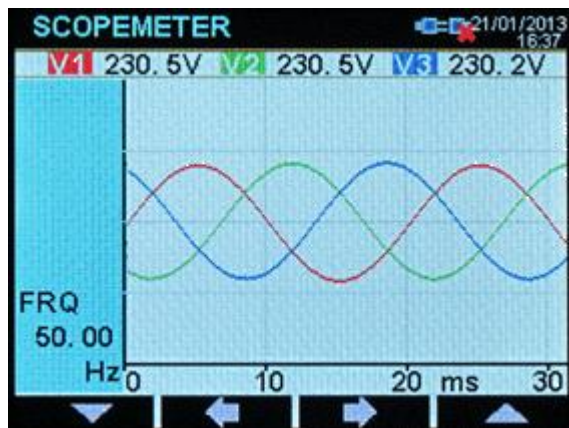 SCOPEMETER 21/01/2013
16:37
V1 230.5V V2 230.5V V3 230.2V
FRQ
50.00
Hz
0 10 20 ms 30